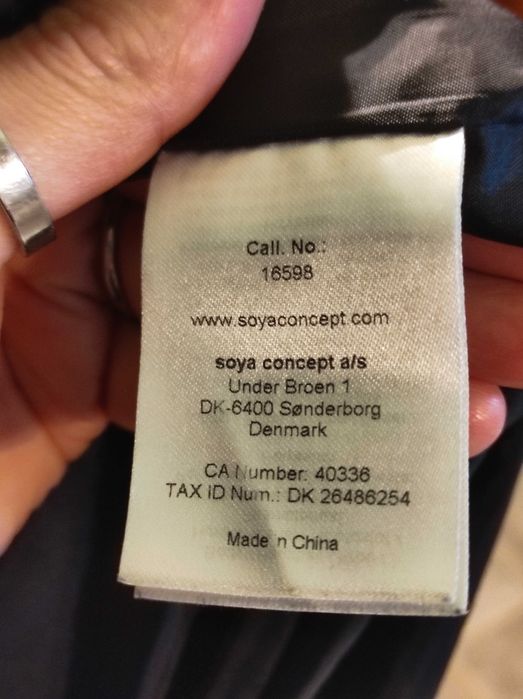 Call. No.:
16598
www.soyaconcept.com
soya concept a/s
Under Broen 1
DK-6400 Sønderborg
Denmark
CA Number: 40336
TAX ID Num.: DK 26486254
Made in China